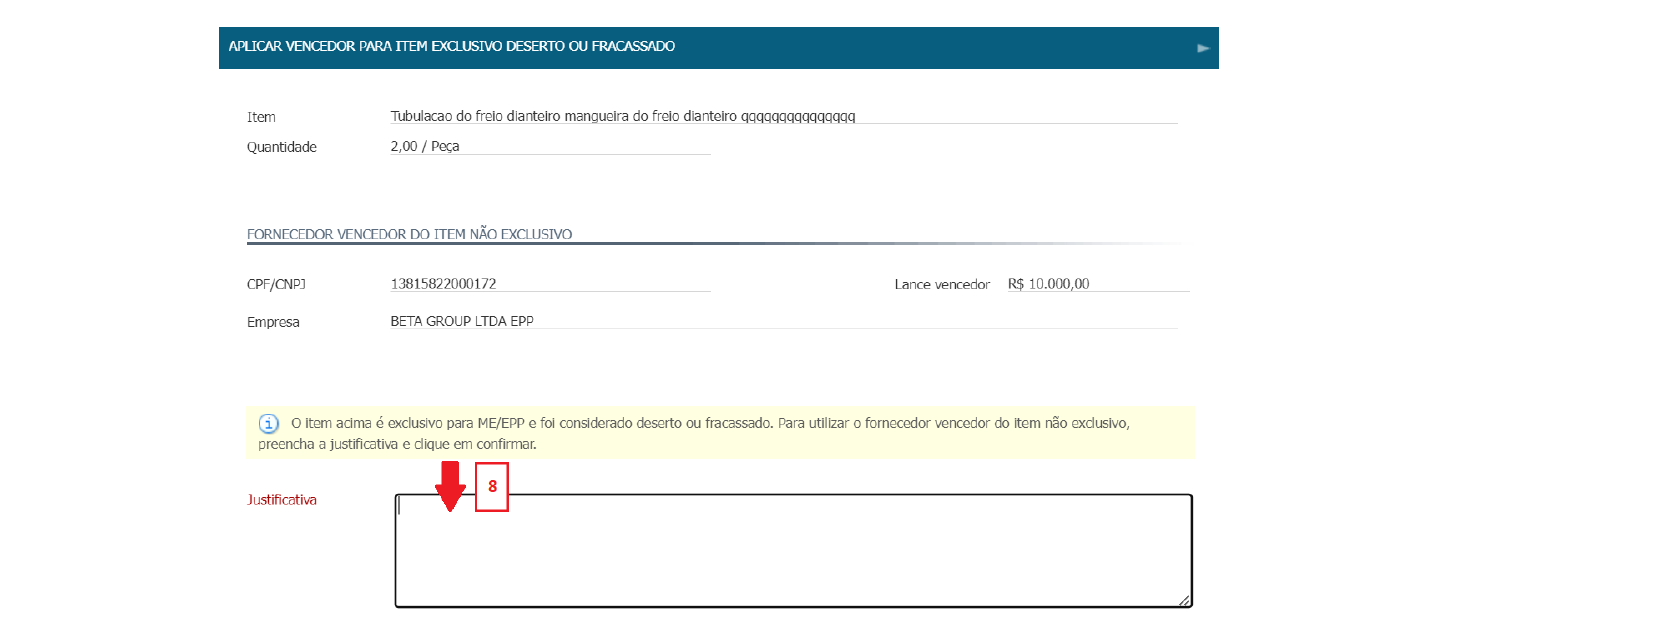 APLICAR VENCEDOR PARA ITEM EXCLUSIVO DESERTO OU FRACASSADO
Item Tubulacao do freio dianteiro mangueira do freio dianteiro qqqqqqqqqqqqqqq
Quantidade 2,00 / Peça
FORNECEDOR VENCEDOR DO ITEM NÃO EXCLUSIVO
CPF/CNPJ 13815822000172 Lance vencedor R$ 10.000,00
Empresa BETA GROUP LTDA EPP
O item acima é exclusivo para ME/EPP e foi considerado deserto ou fracassado. Para utilizar o fornecedor vencedor do item não exclusivo,
preencha a justificativa e clique em confirmar.
8
Justificativa